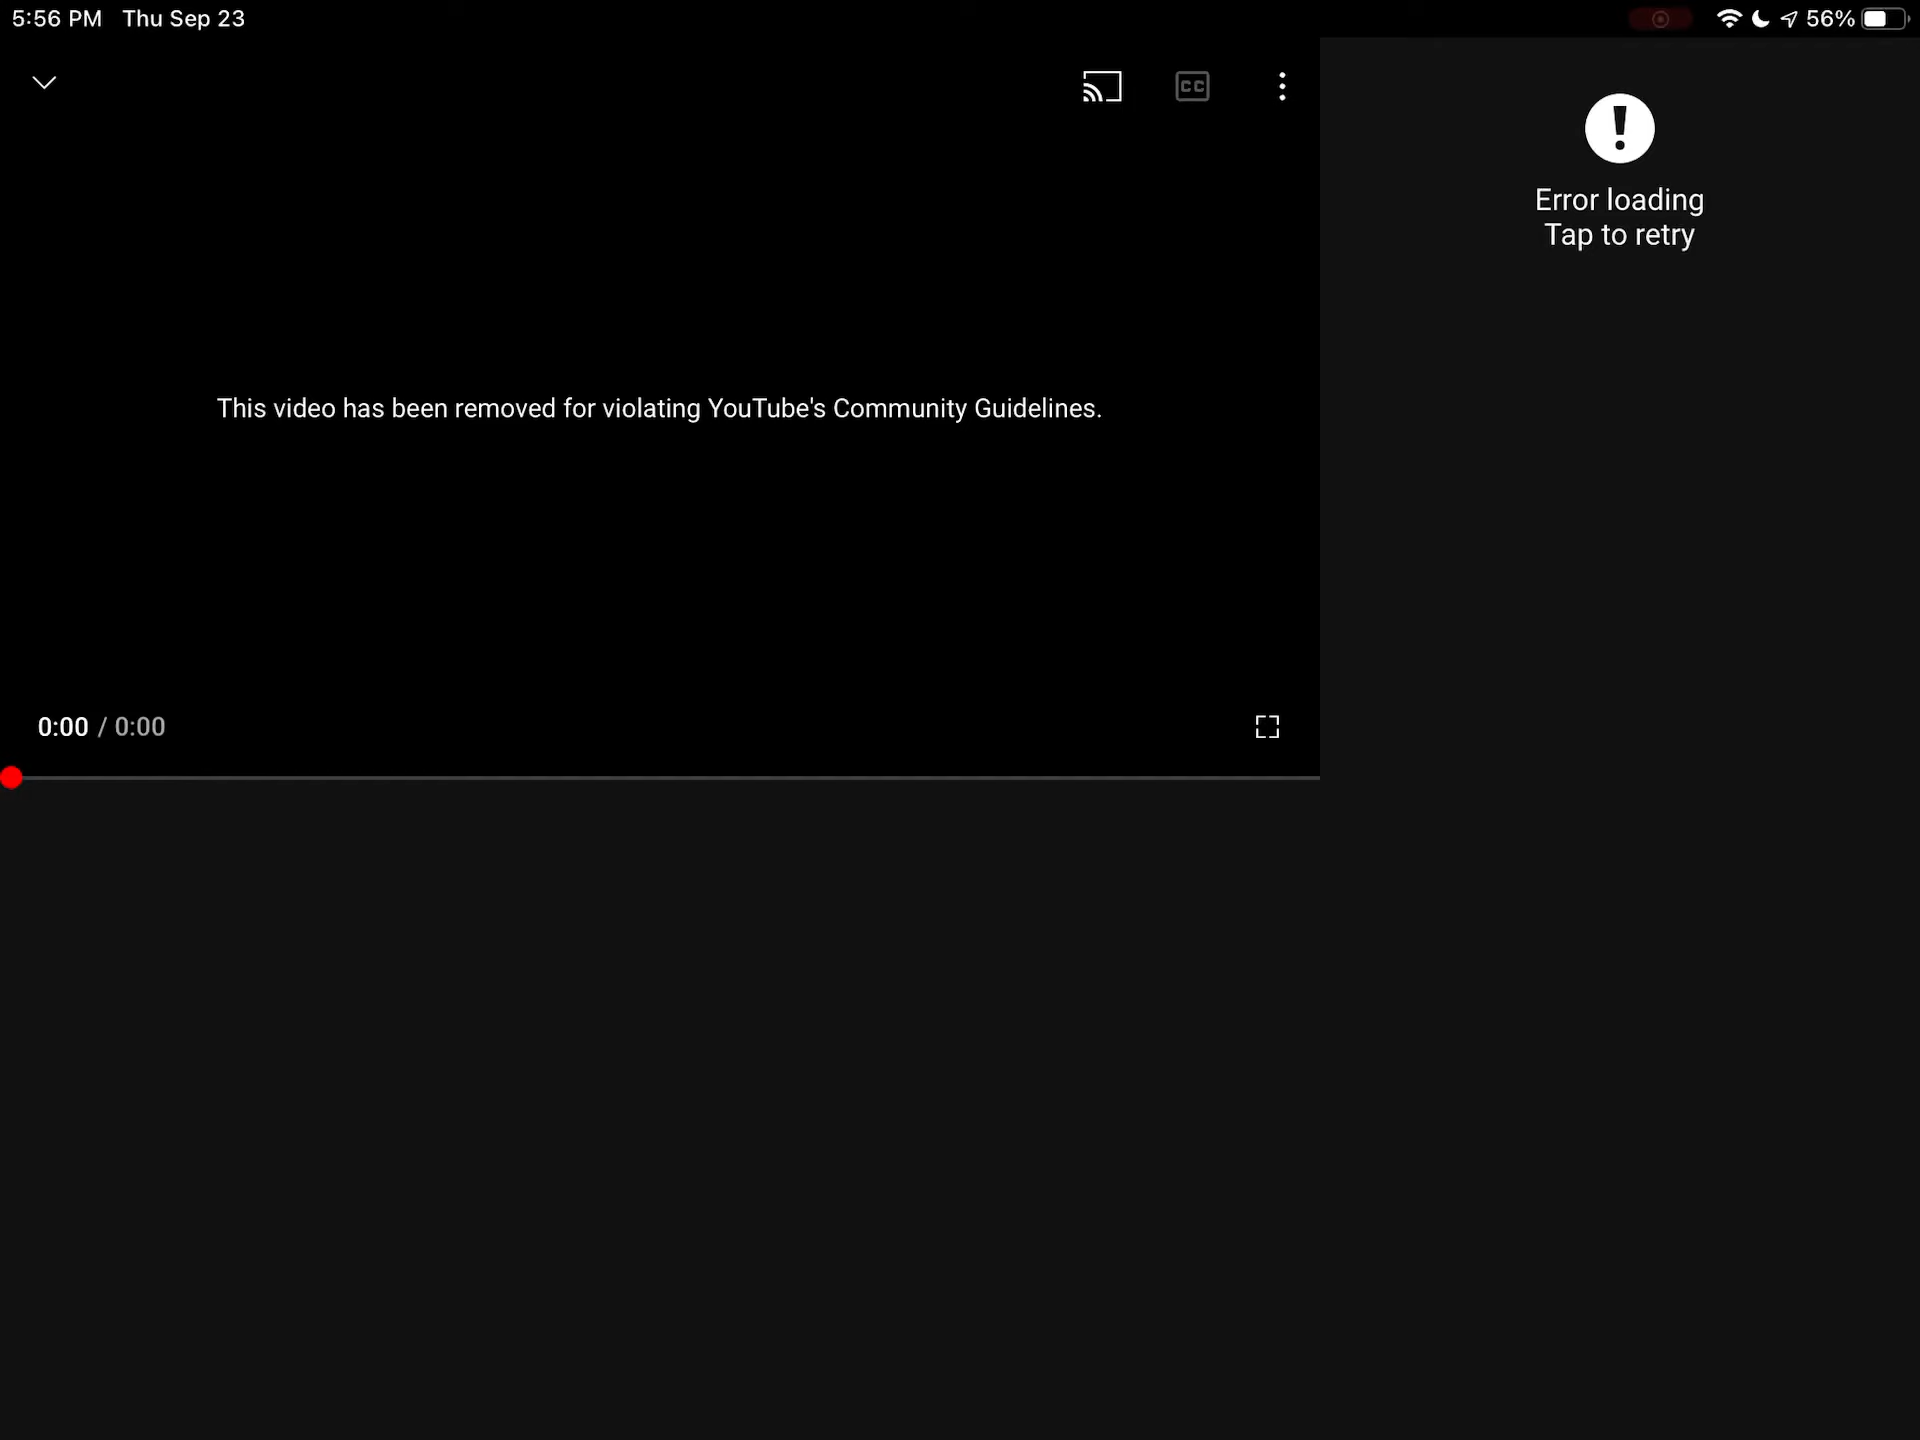 5:56 PM Thu Sep 23
56%
CC
Error loading
Tap to retry
This video has been removed for violating YouTube's Community Guidelines.
0:00 / 0:00